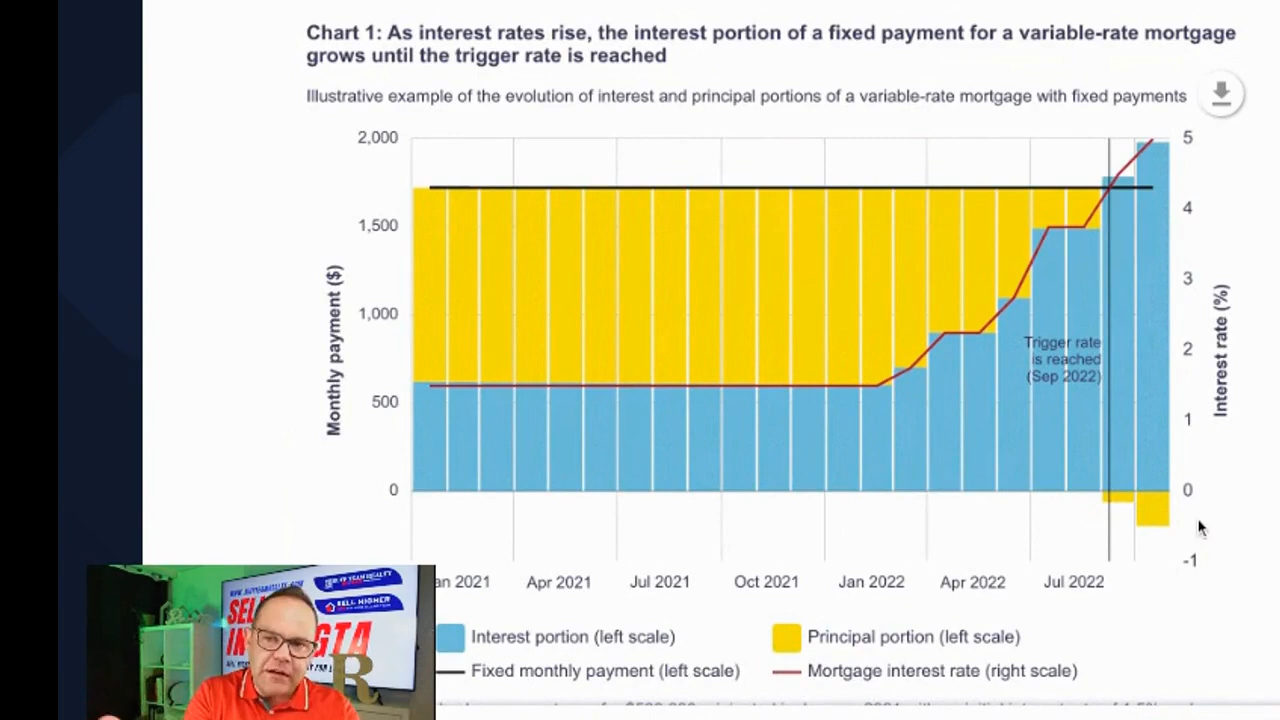 Chart 1: As interest rates rise, the interest portion of a fixed payment for a variable-rate mortgage
grows until the trigger rate is reached
Illustrative example of the evolution of interest and principal portions of a variable-rate mortgage with fixed payments
2,000
1,500
1,000
500
0
Monthly payment ($)
5
4
3
2
1
0
-1
Interest rate (%)
Trigger rate
is reached
(Sep 2022)
an 2021
Apr 2021
Jul 2021
Oct 2021
Jan 2022
Apr 2022
Jul 2022
Interest portion (left scale)
Principal portion (left scale)
Fixed monthly payment (left scale)
Mortgage interest rate (right scale)
SELL HIGHER
GTA
R